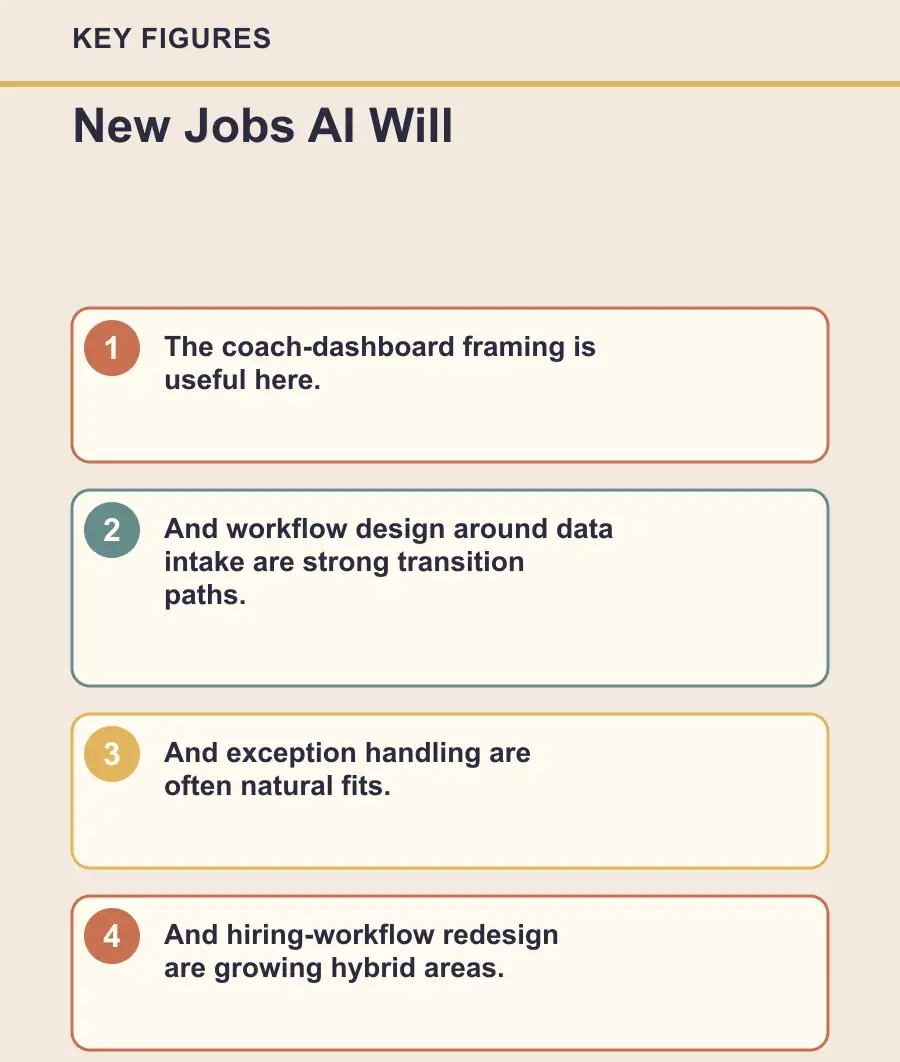 KEY FIGURES
New Jobs AI Will
1
The coach-dashboard framing is
useful here.
2
And workflow design around data
intake are strong transition
paths.
3
And exception handling are
often natural fits.
4
And hiring-workflow redesign
are growing hybrid areas.